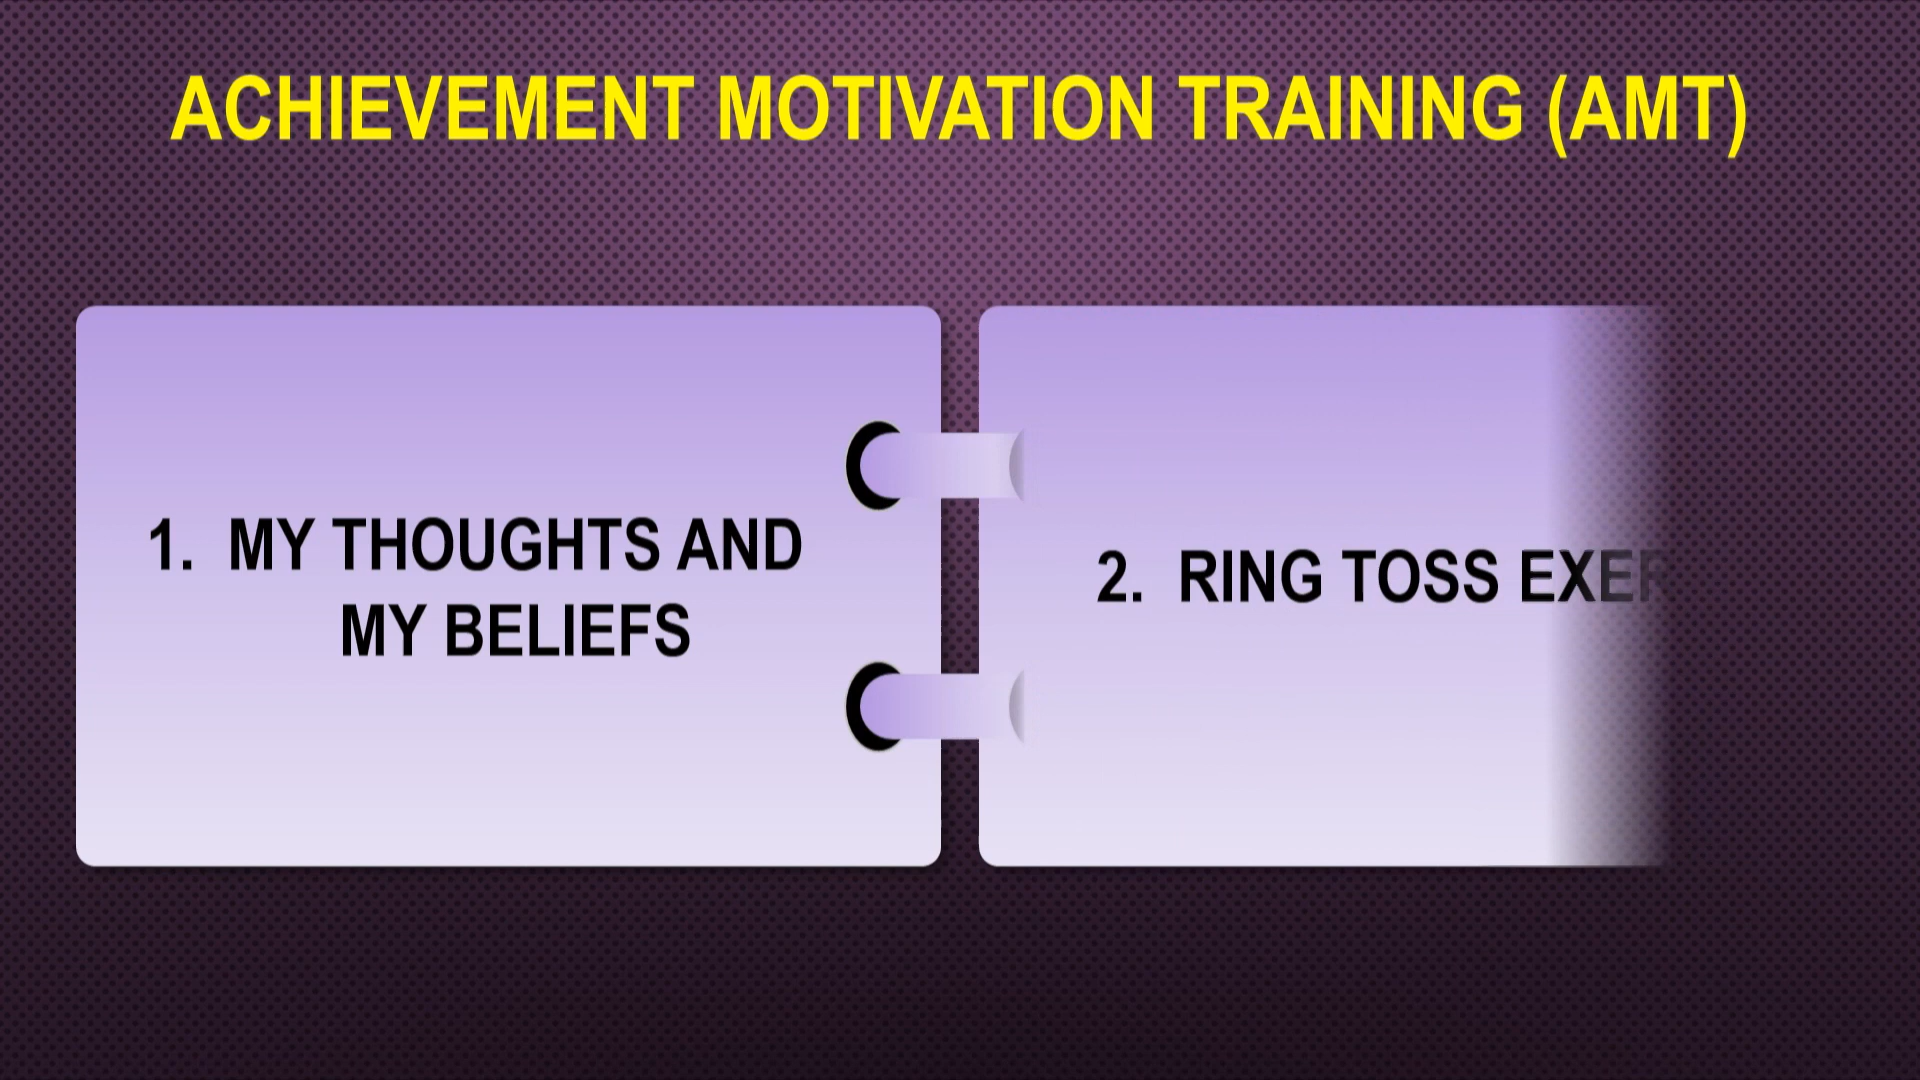 ACHIEVEMENT MOTIVATION TRAINING (AMT)
1. MY THOUGHTS AND
MY BELIEFS
2. RING TOSS